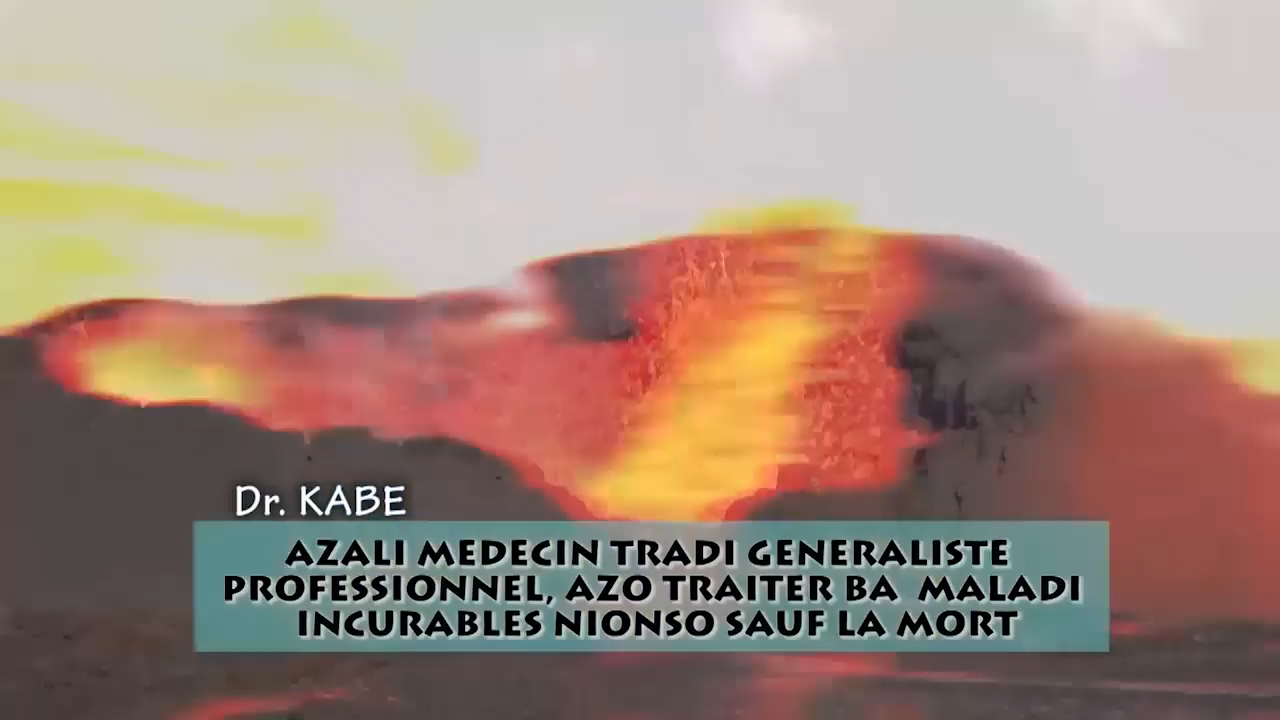 Dr. KABE
AZALI MEDECIN TRADI GENERALISTE
PROFESSIONNEL, AZO TRAITER BA MALADI
INCURABLES NIONSO SAUF LA MORT